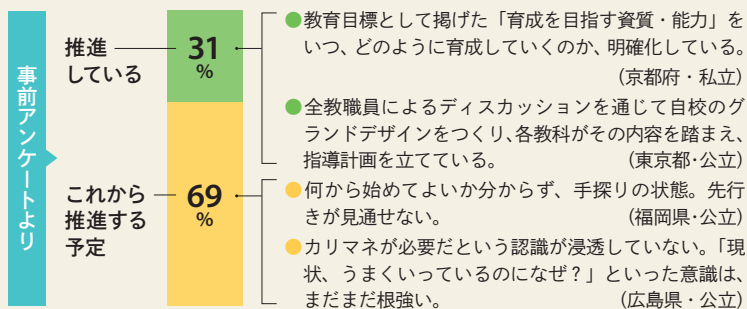 事前アンケートより
推進
している
31
%
●教育目標として掲げた「育成を目指す資質・能力」を
いつ、どのように育成していくのか、明確化している。
(京都府・私立)
●全教職員によるディスカッションを通じて自校のグ
ランドデザインをつくり、各教科がその内容を踏まえ、
指導計画を立てている。 (東京都・公立)
これから
推進する
予定
69
%
●何から始めてよいか分からず、手探りの状態。先行
きが見通せない。 (福岡県・公立)
●カリマネが必要だという認識が浸透していない。「現
状、うまくいっているのになぜ？」といった意識は、
まだまだ根強い。 (広島県・公立)